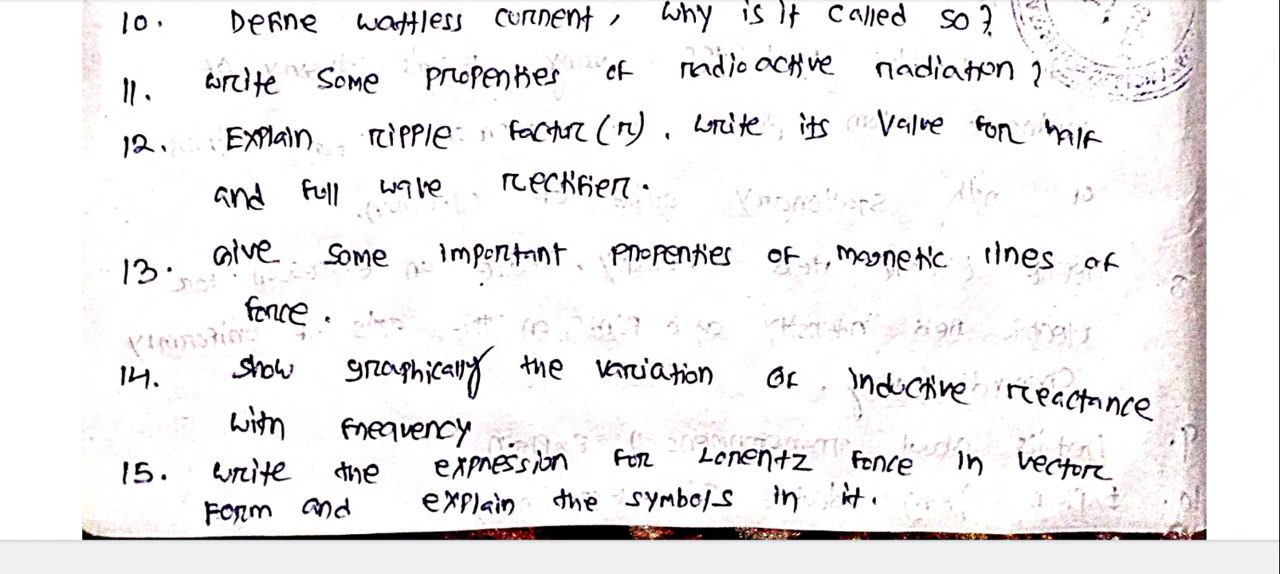 10. Define wattless current, why is it called so?
11. write some properties of radioactive radiation?
12. Explain ripple factor (r). write its value for half
and full wave rectifier.
13. Give some important properties of magnetic lines of
force.
14. show graphically the variation of inductive reactance
with frequency
15. write the expression for Lorentz force in vector
form and explain the symbols in it.